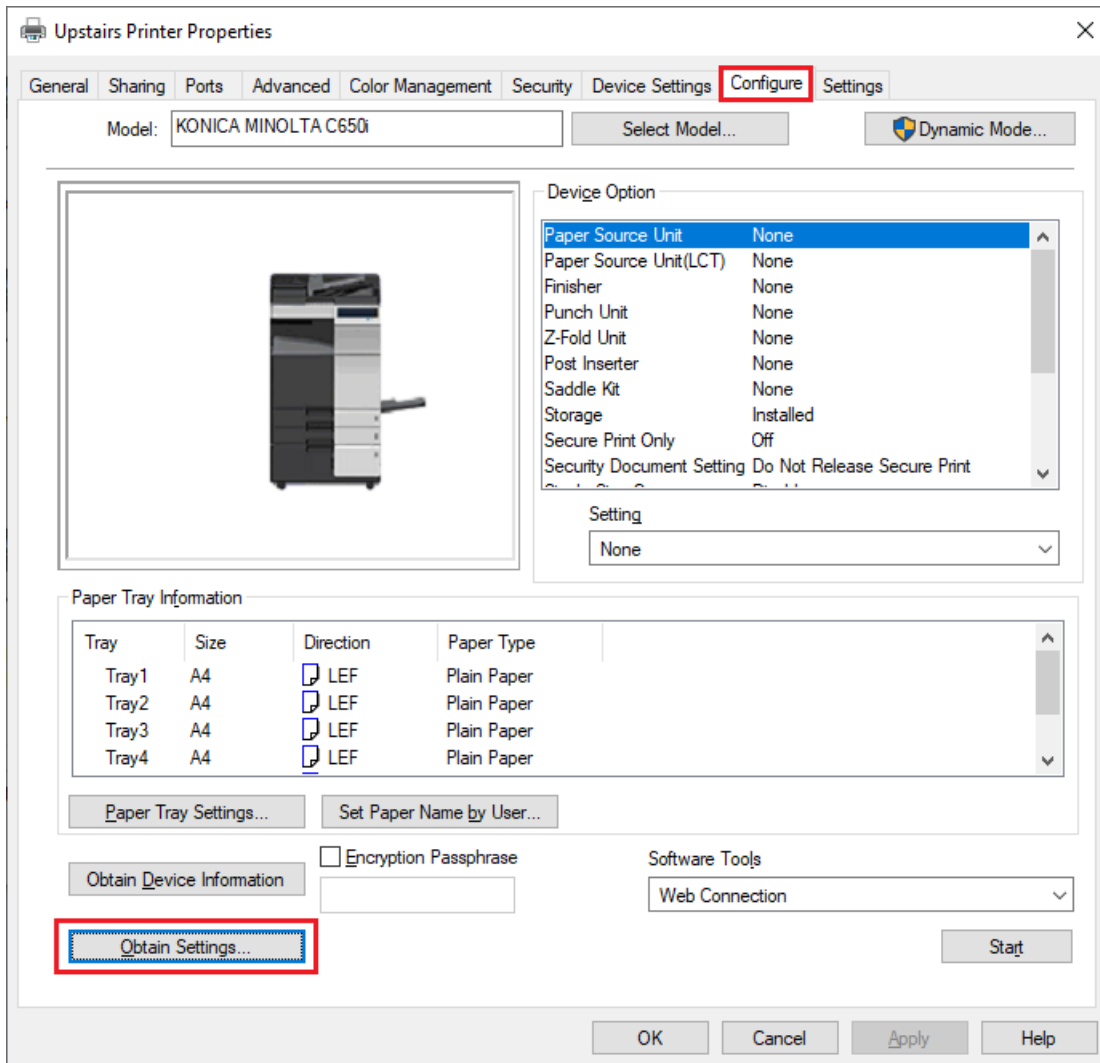 Upstairs Printer Properties
General Sharing Ports Advanced Color Management Security Device Settings Configure Settings
Model: KONICA MINOLTA C650i Select Model... Dynamic Mode...
Device Option
Paper Source Unit None
Paper Source Unit(LCT) None
Finisher None
Punch Unit None
Z-Fold Unit None
Post Inserter None
Saddle Kit None
Storage Installed
Secure Print Only Off
Security Document Setting Do Not Release Secure Print
Setting
None
Paper Tray Information
Tray Size Direction Paper Type
Tray1 A4 LEF Plain Paper
Tray2 A4 LEF Plain Paper
Tray3 A4 LEF Plain Paper
Tray4 A4 LEF Plain Paper
Paper Tray Settings... Set Paper Name by User...
Encryption Passphrase Software Tools
Obtain Device Information Web Connection
Obtain Settings... Start
OK Cancel Apply Help